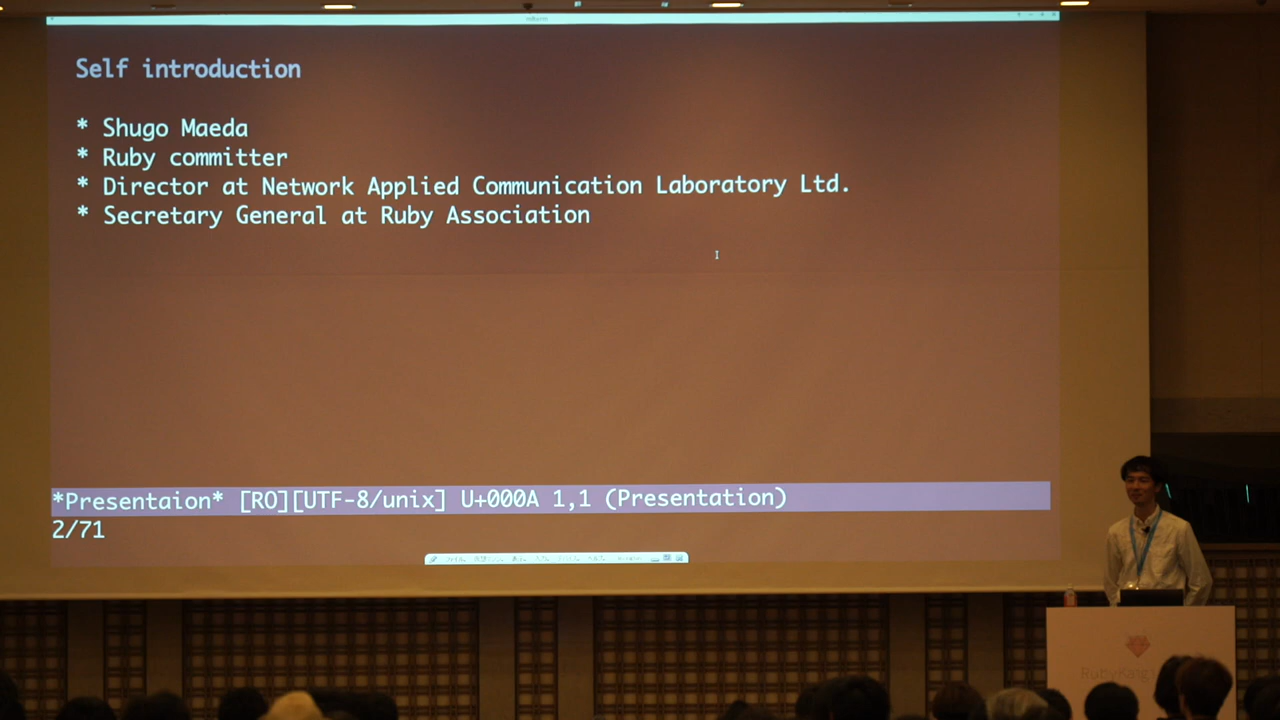 Self introduction
* Shugo Maeda
* Ruby committer
* Director at Network Applied Communication Laboratory Ltd.
* Secretary General at Ruby Association
*Presentaion* [RO][UTF-8/unix] U+000A 1,1 (Presentation)
2/71